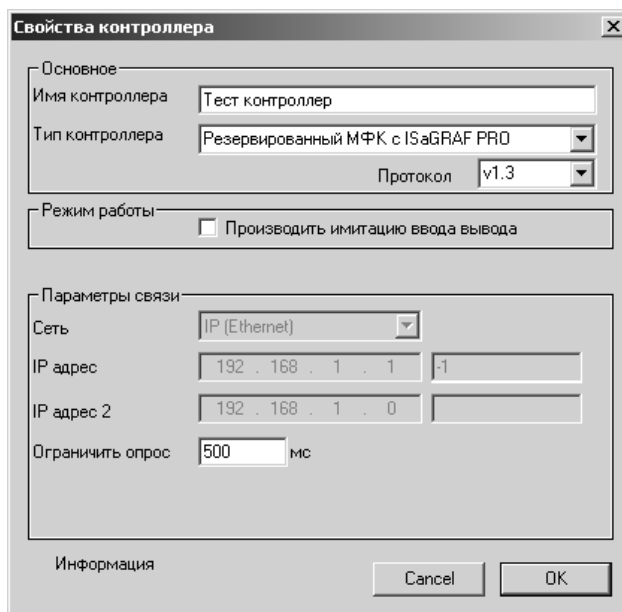 Свойства контроллера
Основное
Имя контроллера Тест контроллер
Тип контроллера Резервированный МФК с ISaGRAF PRO
Протокол v1.3
Режим работы
Производить имитацию ввода вывода
Параметры связи
Сеть IP (Ethernet)
IP адрес 192 . 168 . 1 . 1 -1
IP адрес 2 192 . 168 . 1 . 0
Ограничить опрос 500 мс
Информация
Cancel OK